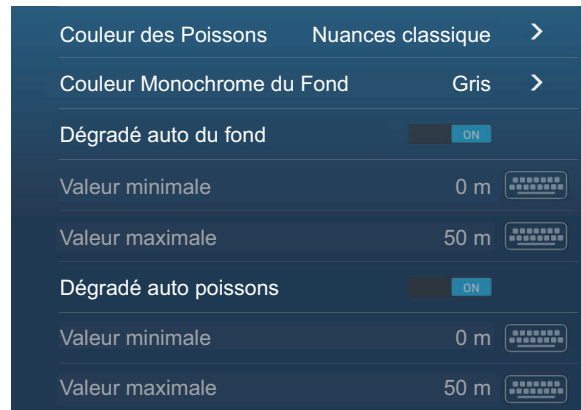 Couleur des Poissons Nuances classique >
Couleur Monochrome du Fond Gris >
Dégradé auto du fond ON
Valeur minimale 0 m
Valeur maximale 50 m
Dégradé auto poissons ON
Valeur minimale 0 m
Valeur maximale 50 m